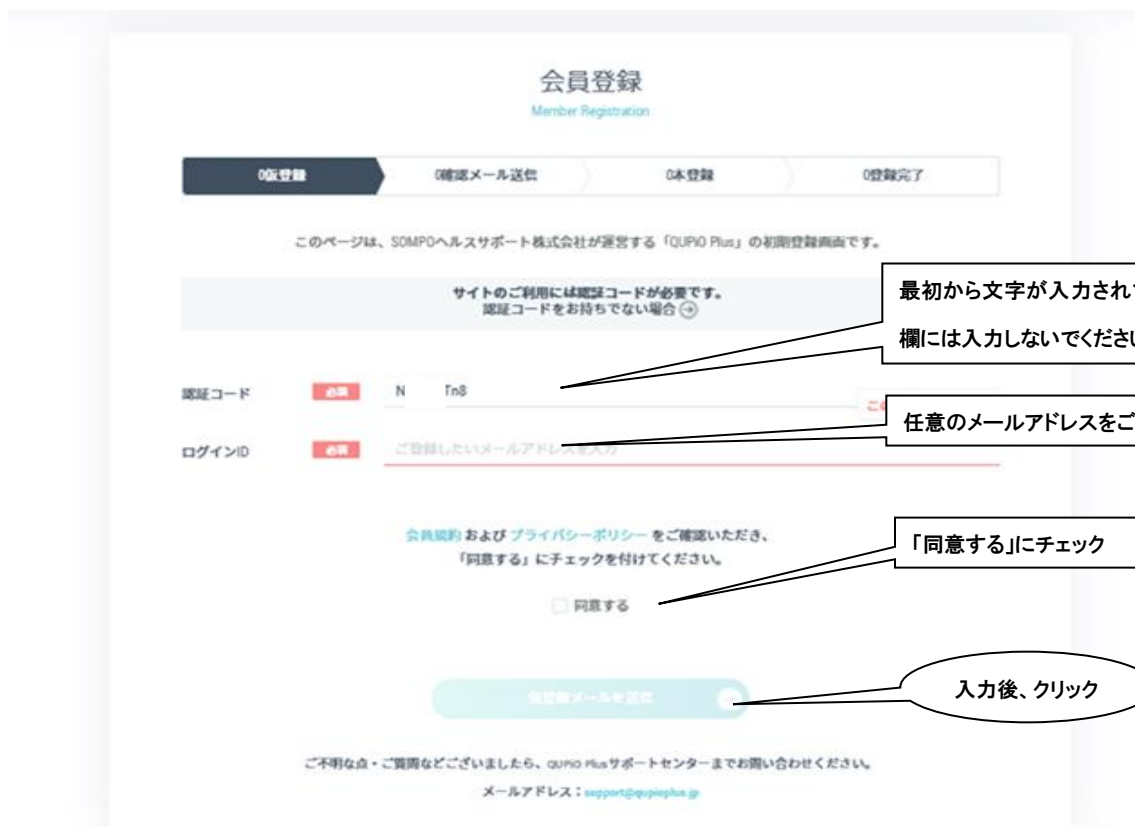 会員登録
Member Registration
0仮登録
0確認メール送信
0本登録
0登録完了
このページは、SOMPOヘルスサポート株式会社が運営する「QUPiO Plus」の初期登録画面です。
サイトのご利用には認証コードが必要です。
認証コードをお持ちでない場合
最初から文字が入力され
欄には入力しないでくださ
認証コード 必須 N Tn8
こ
任意のメールアドレスをご
ログインID 必須 ご登録したいメールアドレスを入力
会員規約 および プライバシーポリシー をご確認いただき、
「同意する」にチェックを付けてください。
「同意する」にチェック
同意する
仮登録メールを送信
入力後、クリック
ご不明な点・ご質問などございましたら、QUPiO Plusサポートセンターまでお問い合わせください。
メールアドレス：support@qupioplus.jp